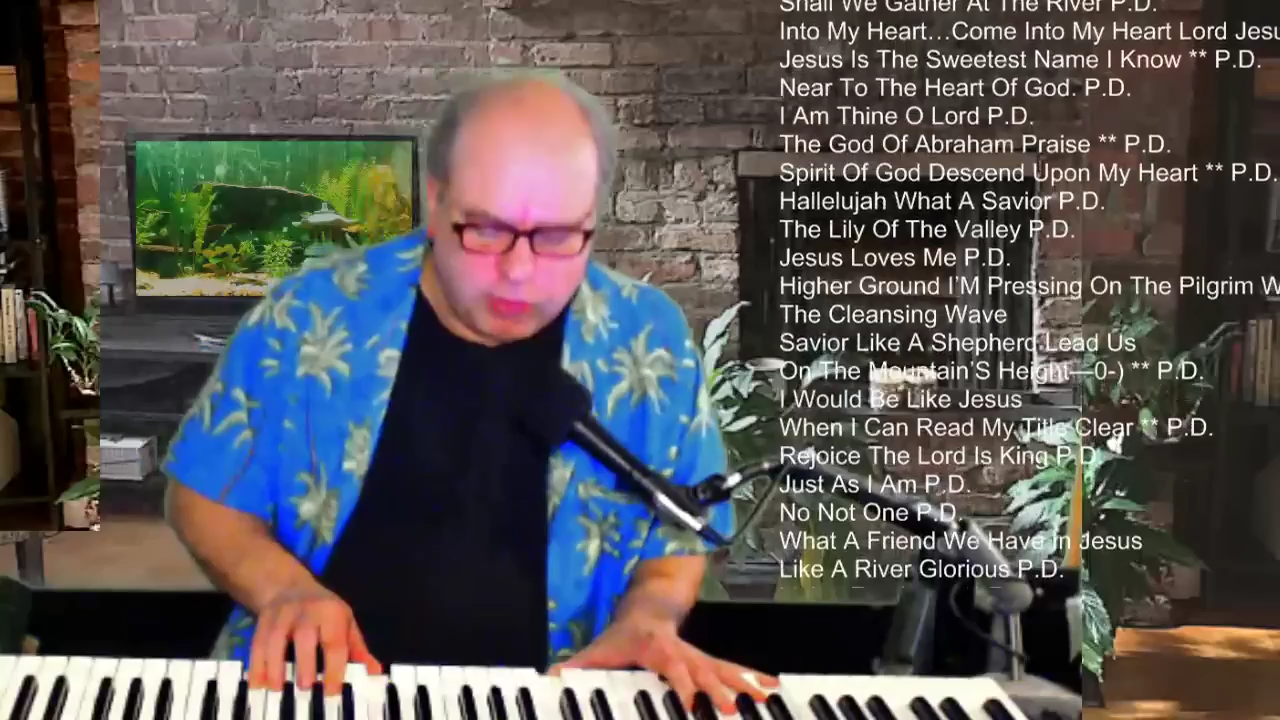 Shall We Gather At The River P.D.
Into My Heart…Come Into My Heart Lord Jesu
Jesus Is The Sweetest Name I Know ** P.D.
Near To The Heart Of God. P.D.
I Am Thine O Lord P.D.
The God Of Abraham Praise ** P.D.
Spirit Of God Descend Upon My Heart ** P.D.
Hallelujah What A Savior P.D.
The Lily Of The Valley P.D.
Jesus Loves Me P.D.
Higher Ground I'M Pressing On The Pilgrim W
The Cleansing Wave
Savior Like A Shepherd Lead Us
On The Mountain'S Height—0-) ** P.D.
I Would Be Like Jesus
When I Can Read My Title Clear ** P.D.
Rejoice The Lord Is King P.D.
Just As I Am P.D.
No Not One P.D.
What A Friend We Have in Jesus
Like A River Glorious P.D.